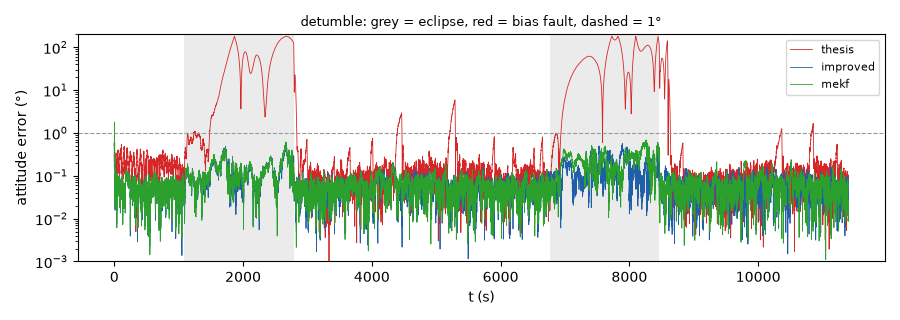 detumble: grey = eclipse, red = bias fault, dashed = 1°
attitude error (°)
10² 
10¹
10⁰
10⁻¹
10⁻²
10⁻³
thesis
improved
mekf
0 2000 4000 6000 8000 10000
t (s)